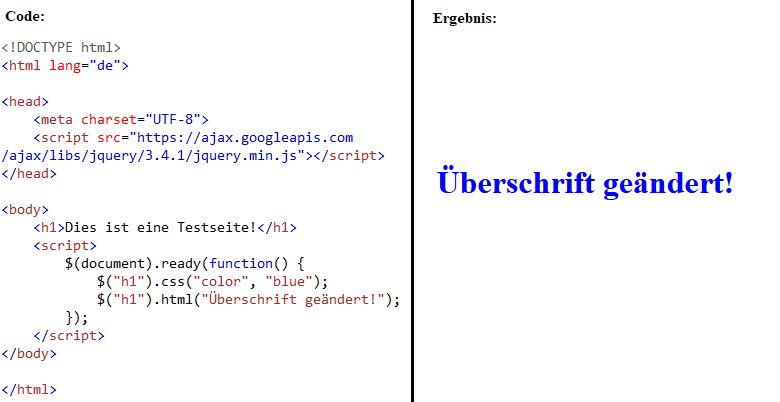 Code:
<!DOCTYPE html>
<html lang="de">
<head>
<meta charset="UTF-8">
<script src="https://ajax.googleapis.com
/ajax/libs/jquery/3.4.1/jquery.min.js"></script>
</head>
<body>
<h1>Dies ist eine Testseite!</h1>
<script>
$(document).ready(function() {
$("h1").css("color", "blue");
$("h1").html("Überschrift geändert!");
});
</script>
</body>
</html>
Ergebnis:
Überschrift geändert!